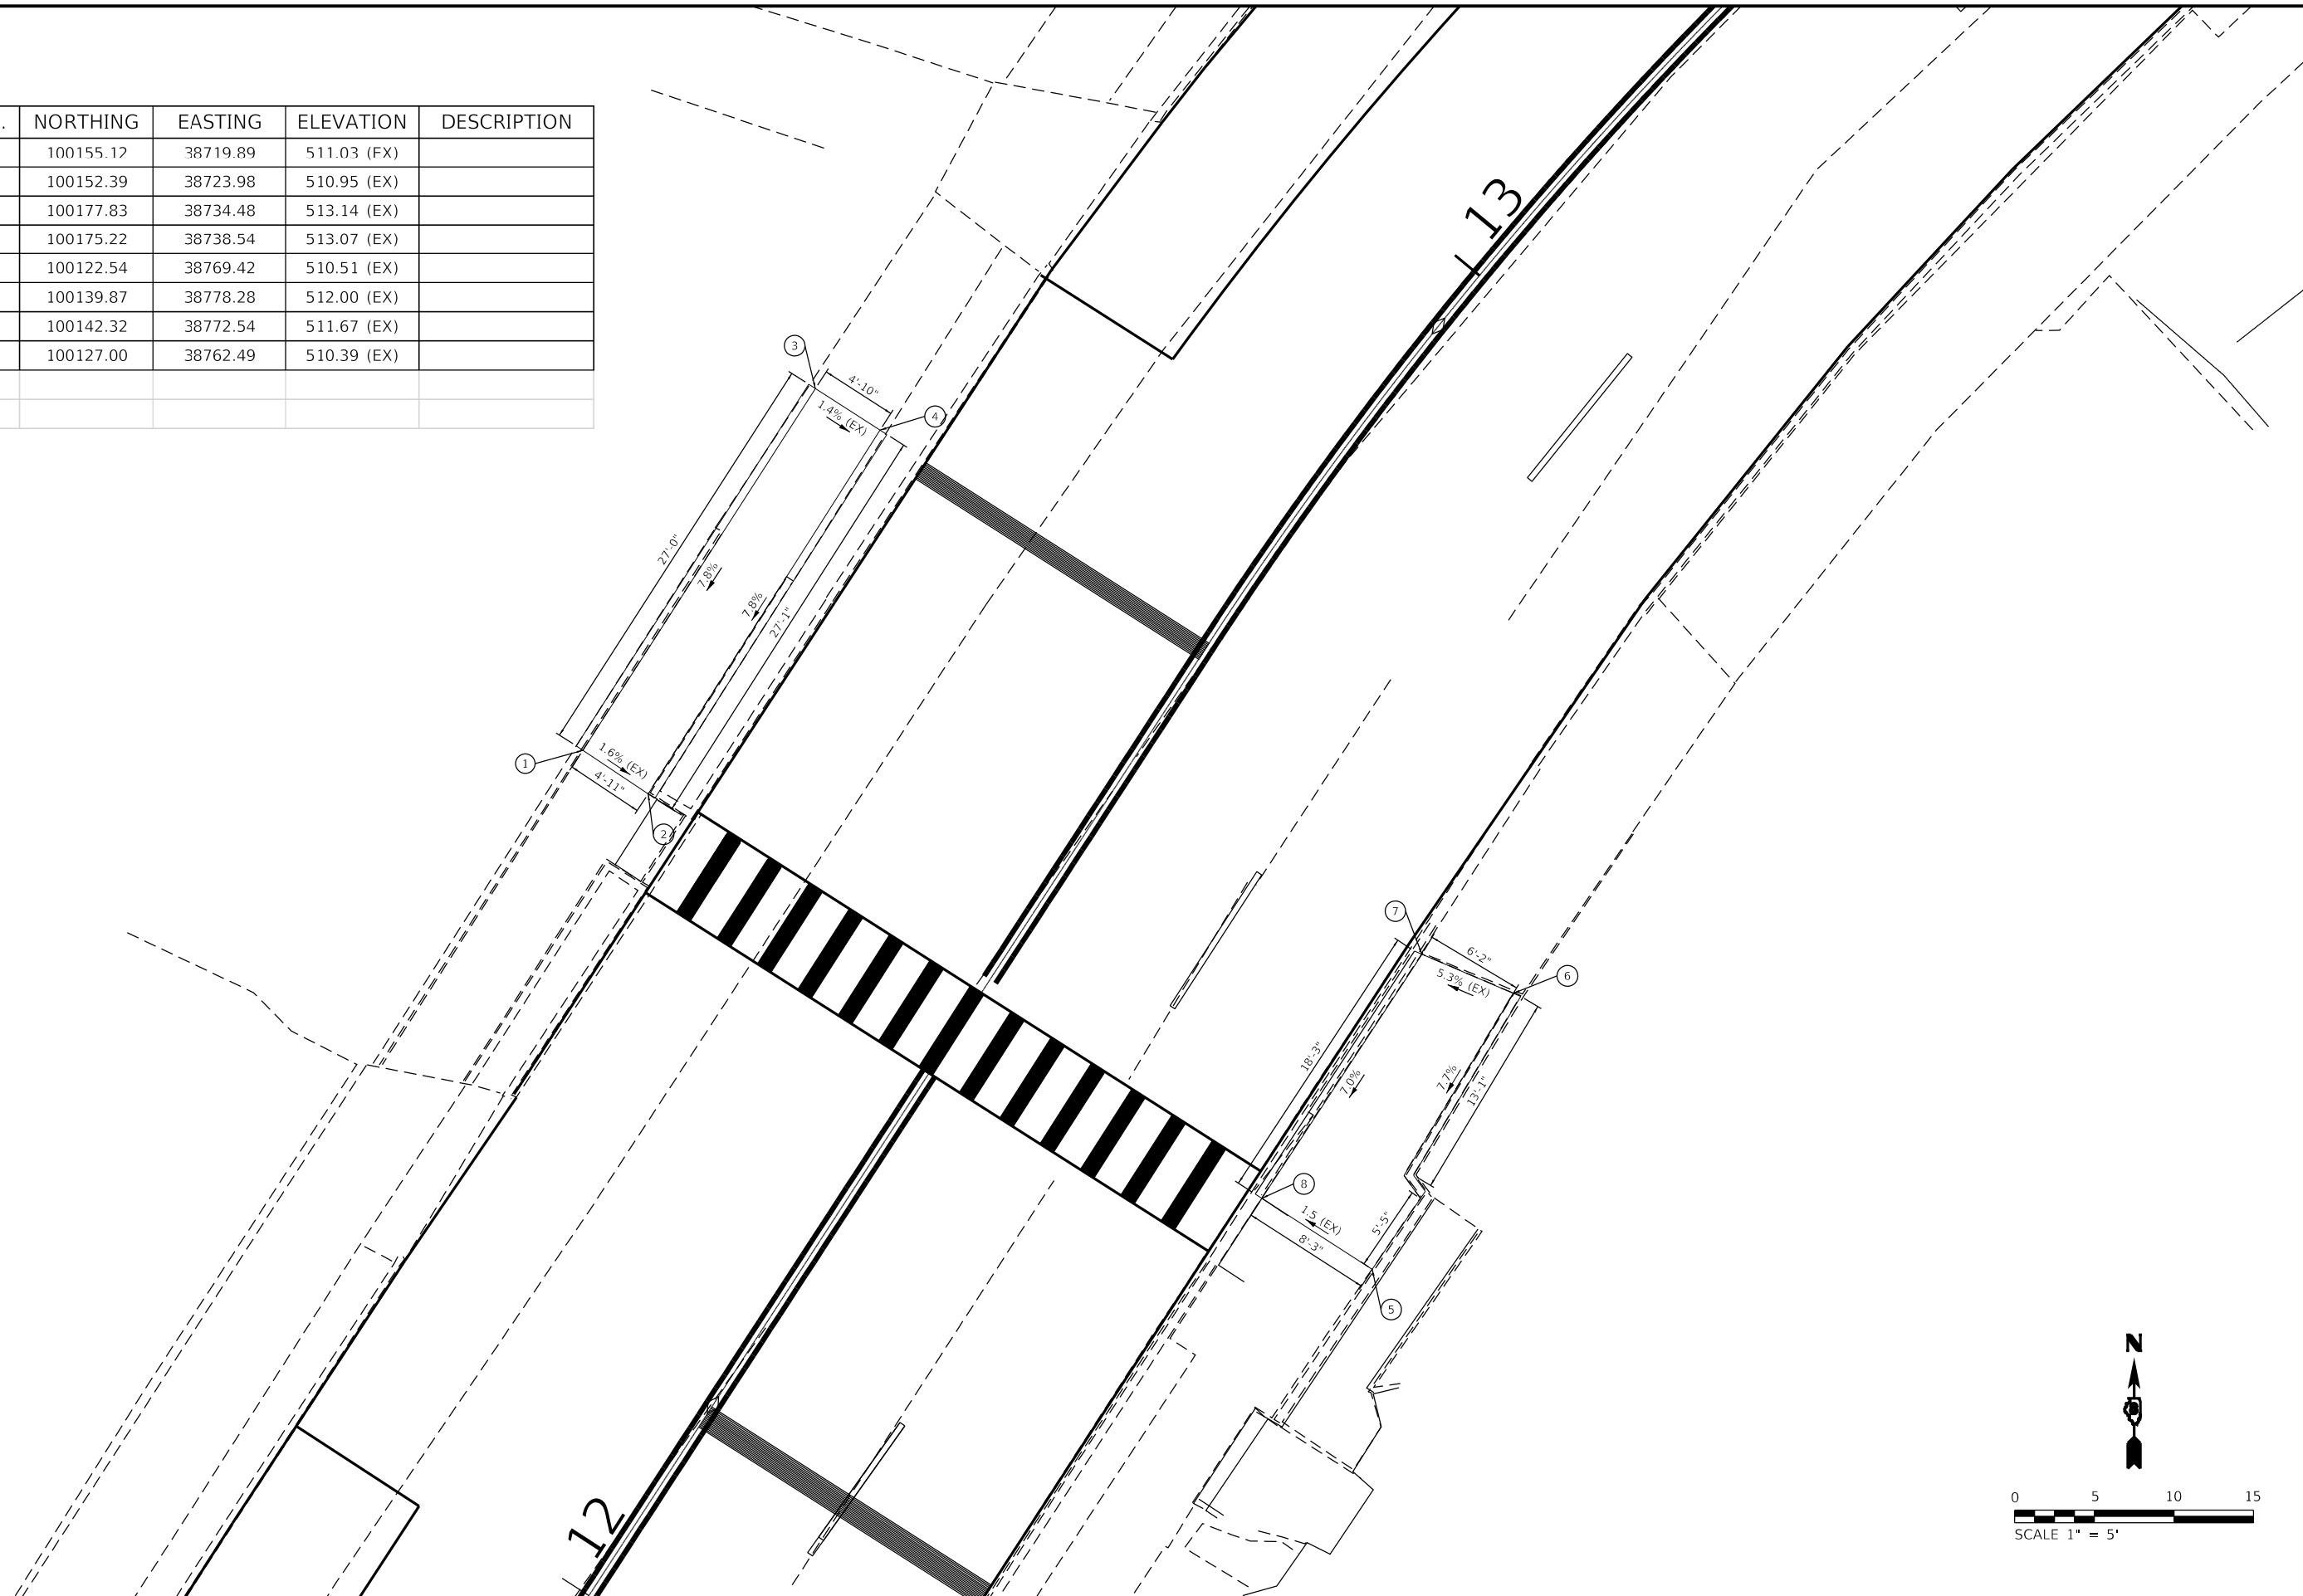 . NORTHING EASTING ELEVATION DESCRIPTION
100155.12 38719.89 511.03 (EX)
100152.39 38723.98 510.95 (EX)
100177.83 38734.48 513.14 (EX)
100175.22 38738.54 513.07 (EX)
100122.54 38769.42 510.51 (EX)
100139.87 38778.28 512.00 (EX)
100142.32 38772.54 511.67 (EX)
100127.00 38762.49 510.39 (EX)
13
3
4'-10"
1.4% (EX)
4
27'-0"
7.8%
7.8%
27'-1"
1
1.6% (EX)
4'-11"
2
7
6'-2"
5.3% (EX)
6
18'-3"
7.0%
7.7%
13'-1"
8
1.5 (EX)
8'-3"
5'-5"
5
12
N
0 5 10 15
SCALE 1" = 5'